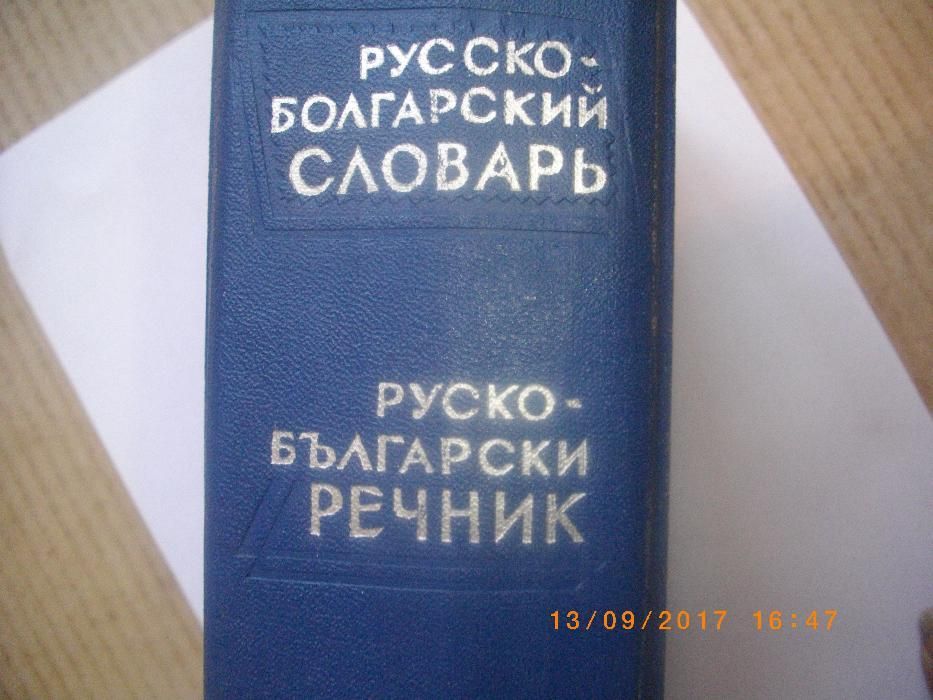 РУССКО-
БОЛГАРСКИЙ
СЛОВАРЬ
РУСКО-
БЪЛГАРСКИ
РЕЧНИК
13/09/2017 16:47